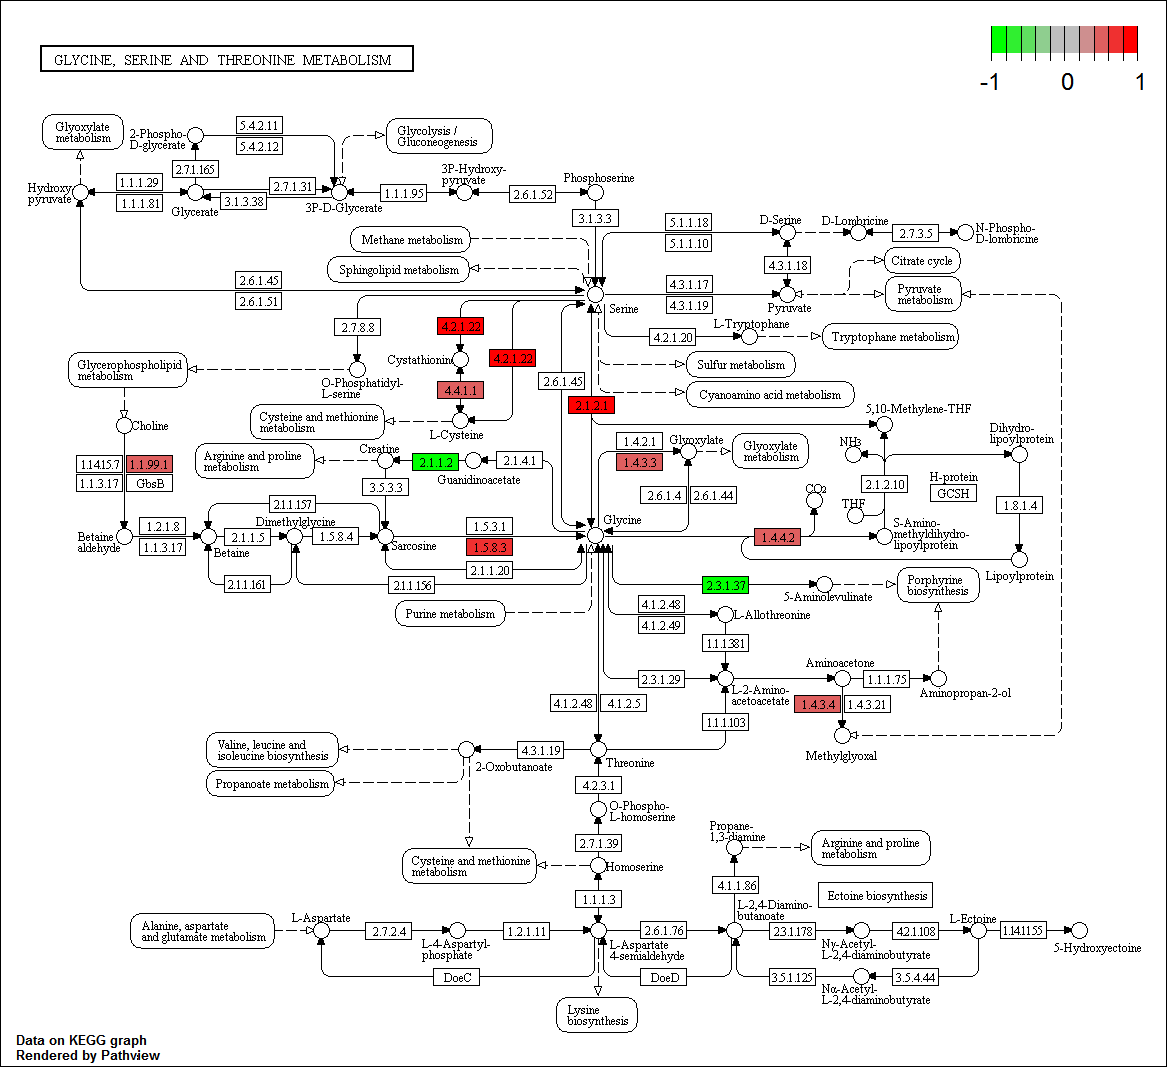 GLYCINE, SERINE AND THREONINE METABOLISM
-1 0 1
Glyoxylate
metabolism
2-Phospho-
D-glycerate
5.4.2.11
5.4.2.12
Glycolysis /
Gluconeogenesis
2.7.1.165
Hydroxy
pyruvate
1.1.1.29
1.1.1.81
Glycerate
2.7.1.31
3.1.3.38
3P-D-Glycerate
1.1.1.95
3P-Hydroxy-
pyruvate
2.6.1.52
Phosphoserine
3.1.3.3
Methane metabolism
Sphingolipid metabolism
5.1.1.18
5.1.1.10
D-Serine
D-Lombricine
2.7.3.5
N-Phospho-
D-lombricine
4.3.1.18
Citrate cycle
2.6.1.45
2.6.1.51
Serine
4.3.1.17
4.3.1.19
Pyruvate
Pyruvate
metabolism
2.7.8.8
4.2.1.22
4.2.1.22
4.2.1.20
L-Tryptophane
Tryptophane metabolism
Glycerophospholipid
metabolism
O-Phosphatidyl-
L-serine
Cystathionin
4.4.1.1
2.6.1.45
2.1.2.1
Sulfur metabolism
Cyanoamino acid metabolism
Choline
Cysteine and methionine
metabolism
L-Cysteine
5,10-Methylene-THF
1.4.2.1
1.4.3.3
Glyoxylate
Glyoxylate
metabolism
NH3
Dihydro-
lipoylprotein
1.14.15.7
1.1.99.1
1.1.3.17
GbsB
Arginine and proline
metabolism
Creatine
2.1.1.2
Guanidinoacetate
2.1.4.1
3.5.3.3
2.6.1.4
2.6.1.44
CO2
THF
2.1.2.10
H-protein
GCSH
1.8.1.4
Betaine
aldehyde
1.2.1.8
1.1.3.17
Betaine
2.1.1.157
2.1.1.5
Dimethylglycine
1.5.8.4
Sarcosine
1.5.3.1
1.5.8.3
Glycine
1.4.4.2
S-Amino-
methyldihydro-
lipoylprotein
2.1.1.20
2.1.1.161
2.1.1.156
Lipoylprotein
Purine metabolism
2.3.1.37
5-Aminolevulinate
Porphyrine
biosynthesis
4.1.2.48
4.1.2.49
L-Allothreonine
1.1.1.381
2.3.1.29
L-2-Amino-
acetoacetate
Aminoacetone
1.1.1.75
Aminopropan-2-ol
4.1.2.48
4.1.2.5
1.1.1.103
1.4.3.4
1.4.3.21
Methylglyoxal
Valine, leucine and
isoleucine biosynthesis
2-Oxobutanoate
4.3.1.19
Threonine
Propanoate metabolism
4.2.3.1
O-Phospho-
L-homoserine
2.7.1.39
Homoserine
Cysteine and methionine
metabolism
Propane-
1,3-diamine
Arginine and proline
metabolism
1.1.1.3
4.1.1.86
Ectoine biosynthesis
Alanine, aspartate
and glutamate metabolism
L-Aspartate
2.7.2.4
L-4-Aspartyl-
phosphate
1.2.1.11
L-Aspartate
4-semialdehyde
2.6.1.76
L-2,4-Diamino-
butanoate
2.3.1.178
Nγ-Acetyl-
L-2,4-diaminobutyrate
4.2.1.108
L-Ectoine
1.14.11.55
5-Hydroxyectoine
DoeC
DoeD
3.5.1.125
Nα-Acetyl-
L-2,4-diaminobutyrate
3.5.4.44
Lysine
biosynthesis
Data on KEGG graph
Rendered by Pathview